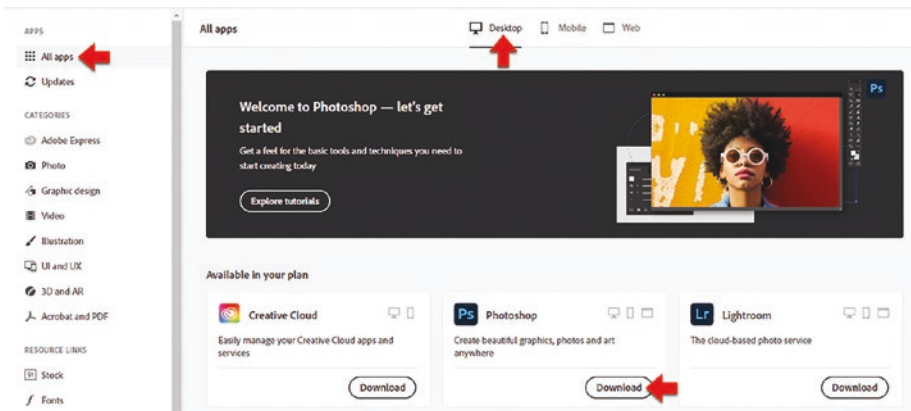 APPS
All apps
Updates
CATEGORIES
Adobe Express
Photo
Graphic design
Video
Illustration
UI and UX
3D and AR
Acrobat and PDF
RESOURCE LINKS
St Stock
f Fonts
All apps
Desktop Mobile Web
Welcome to Photoshop — let's get
started
Get a feel for the basic tools and techniques you need to
start creating today
Explore tutorials
Ps
Available in your plan
Creative Cloud
Easily manage your Creative Cloud apps and
services
Download
Ps Photoshop
Create beautiful graphics, photos and art
anywhere
Download
Lr Lightroom
The cloud-based photo service
Download